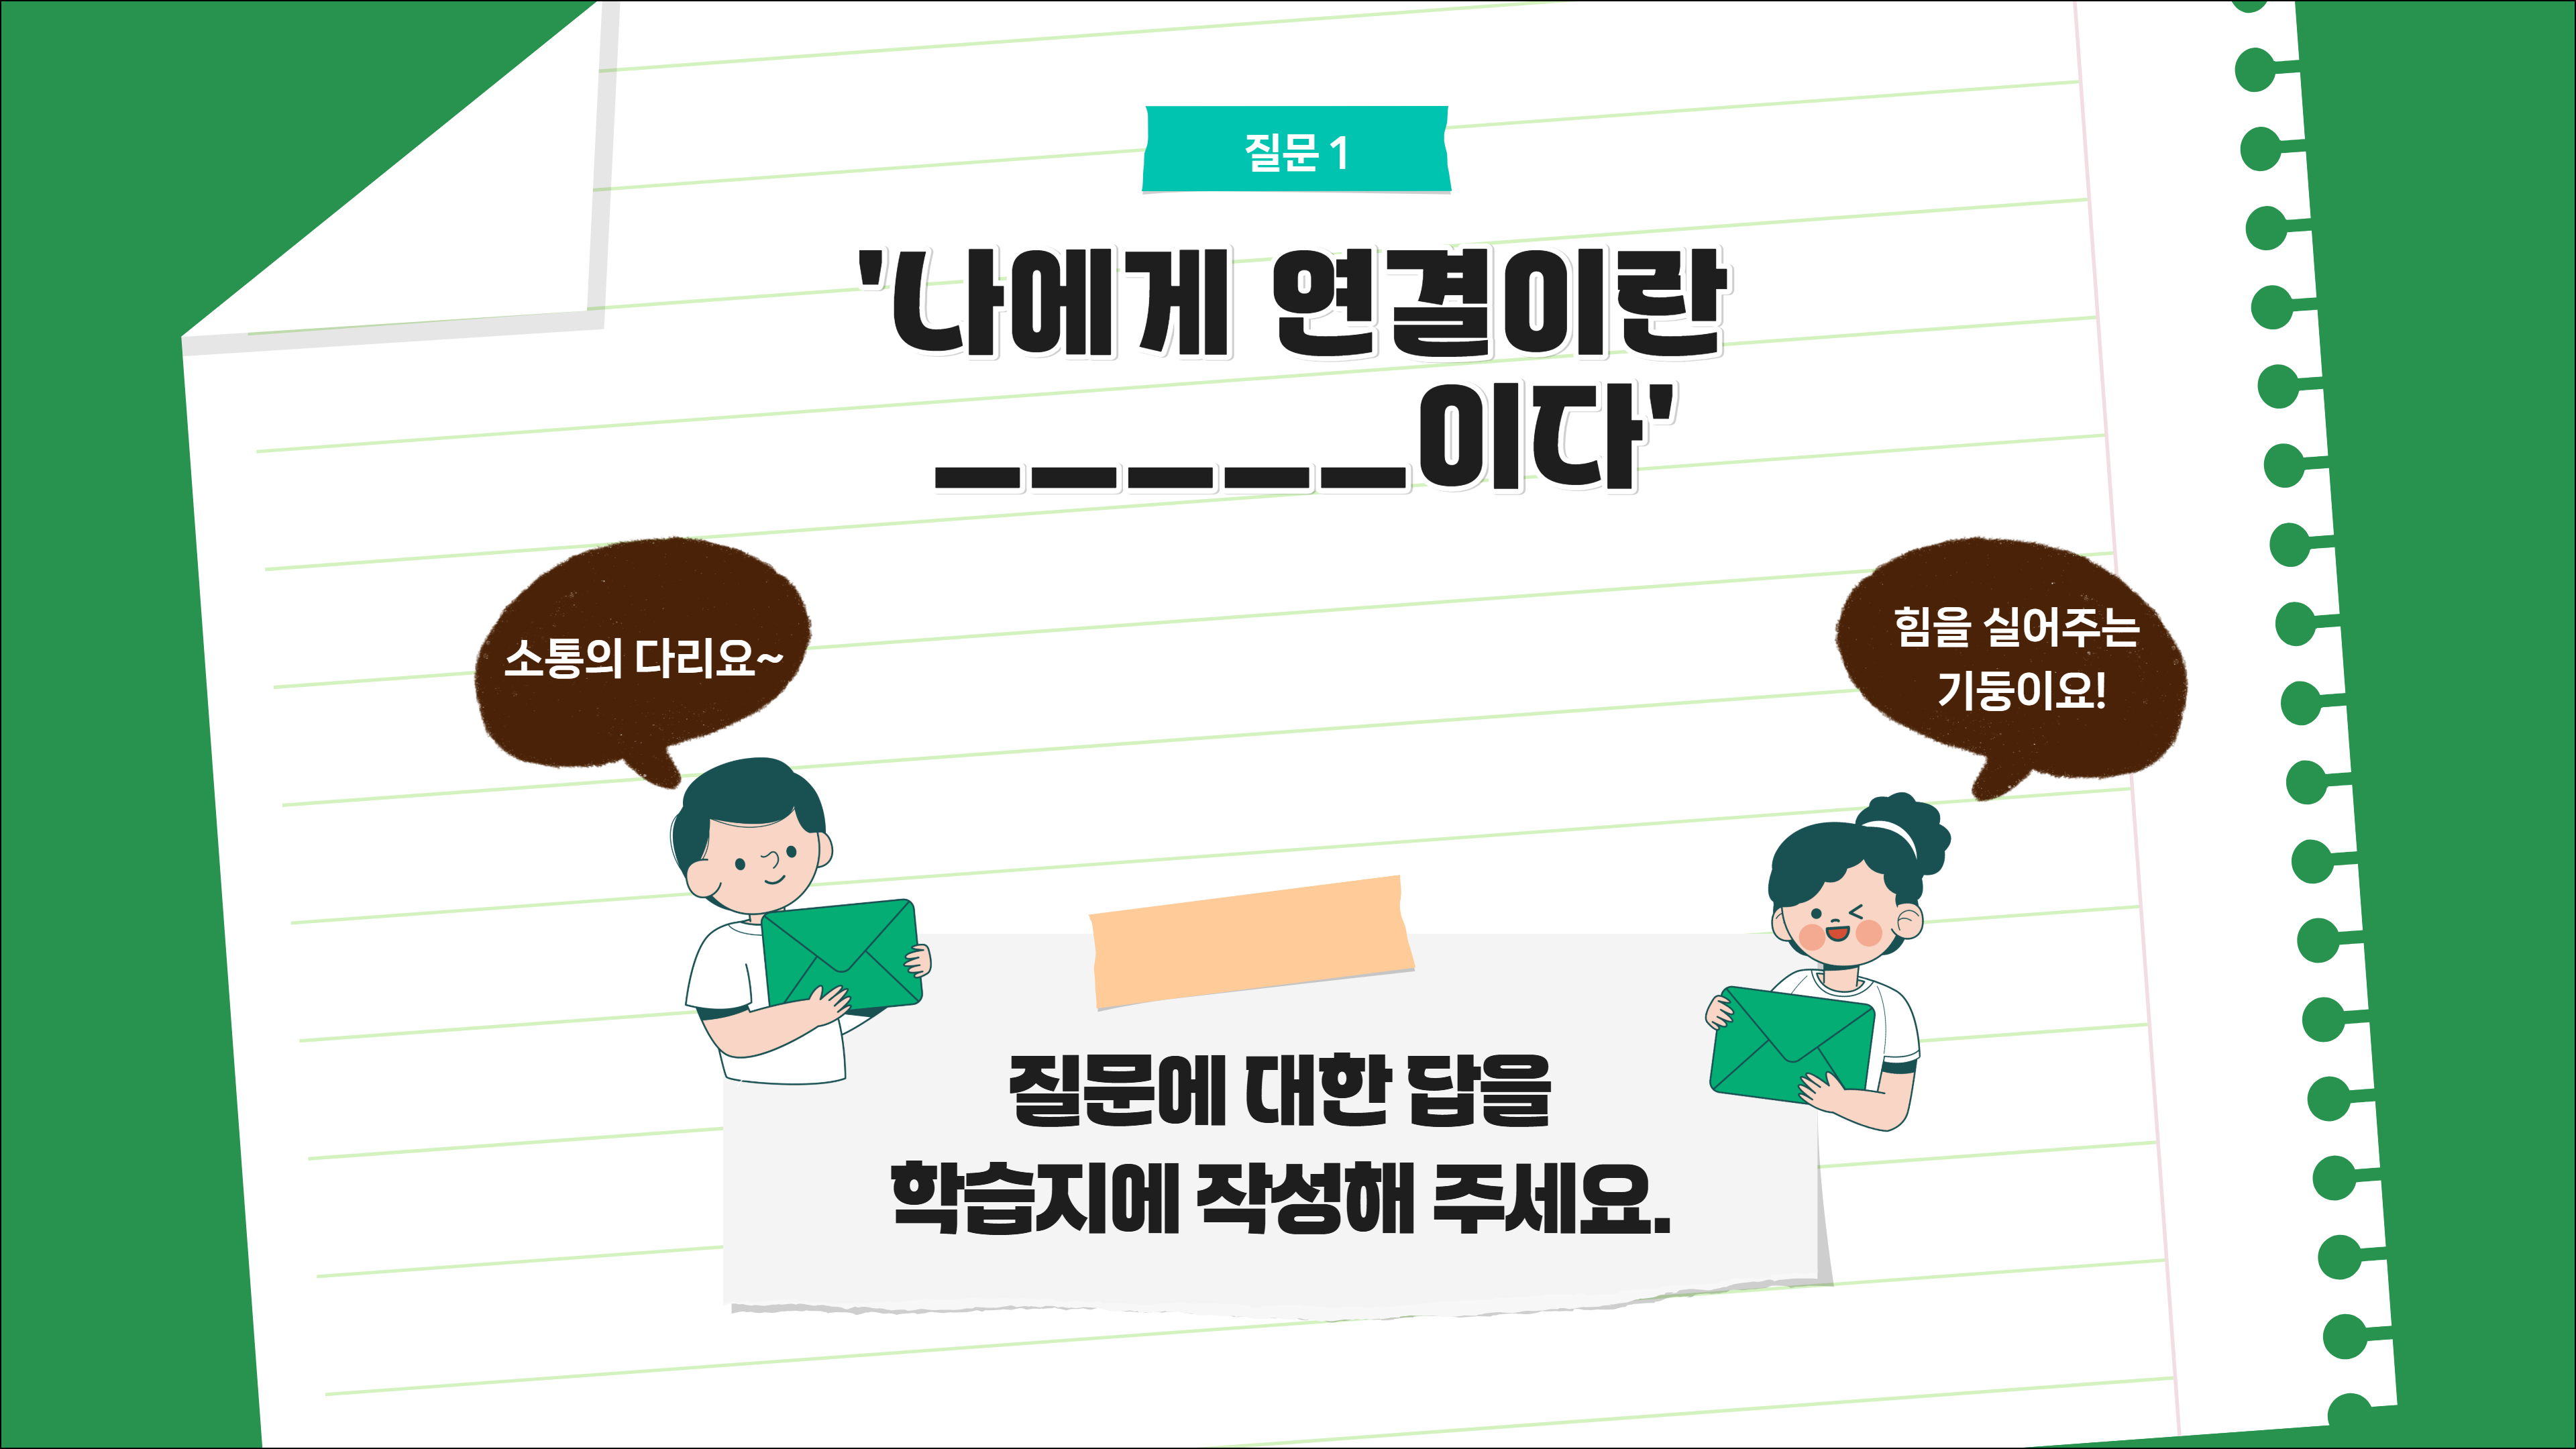 질문 1
'나에게 연결이란
_____이다'
소통의 다리요~
힘을 실어주는
기둥이요!
질문에 대한 답을
학습지에 작성해 주세요.